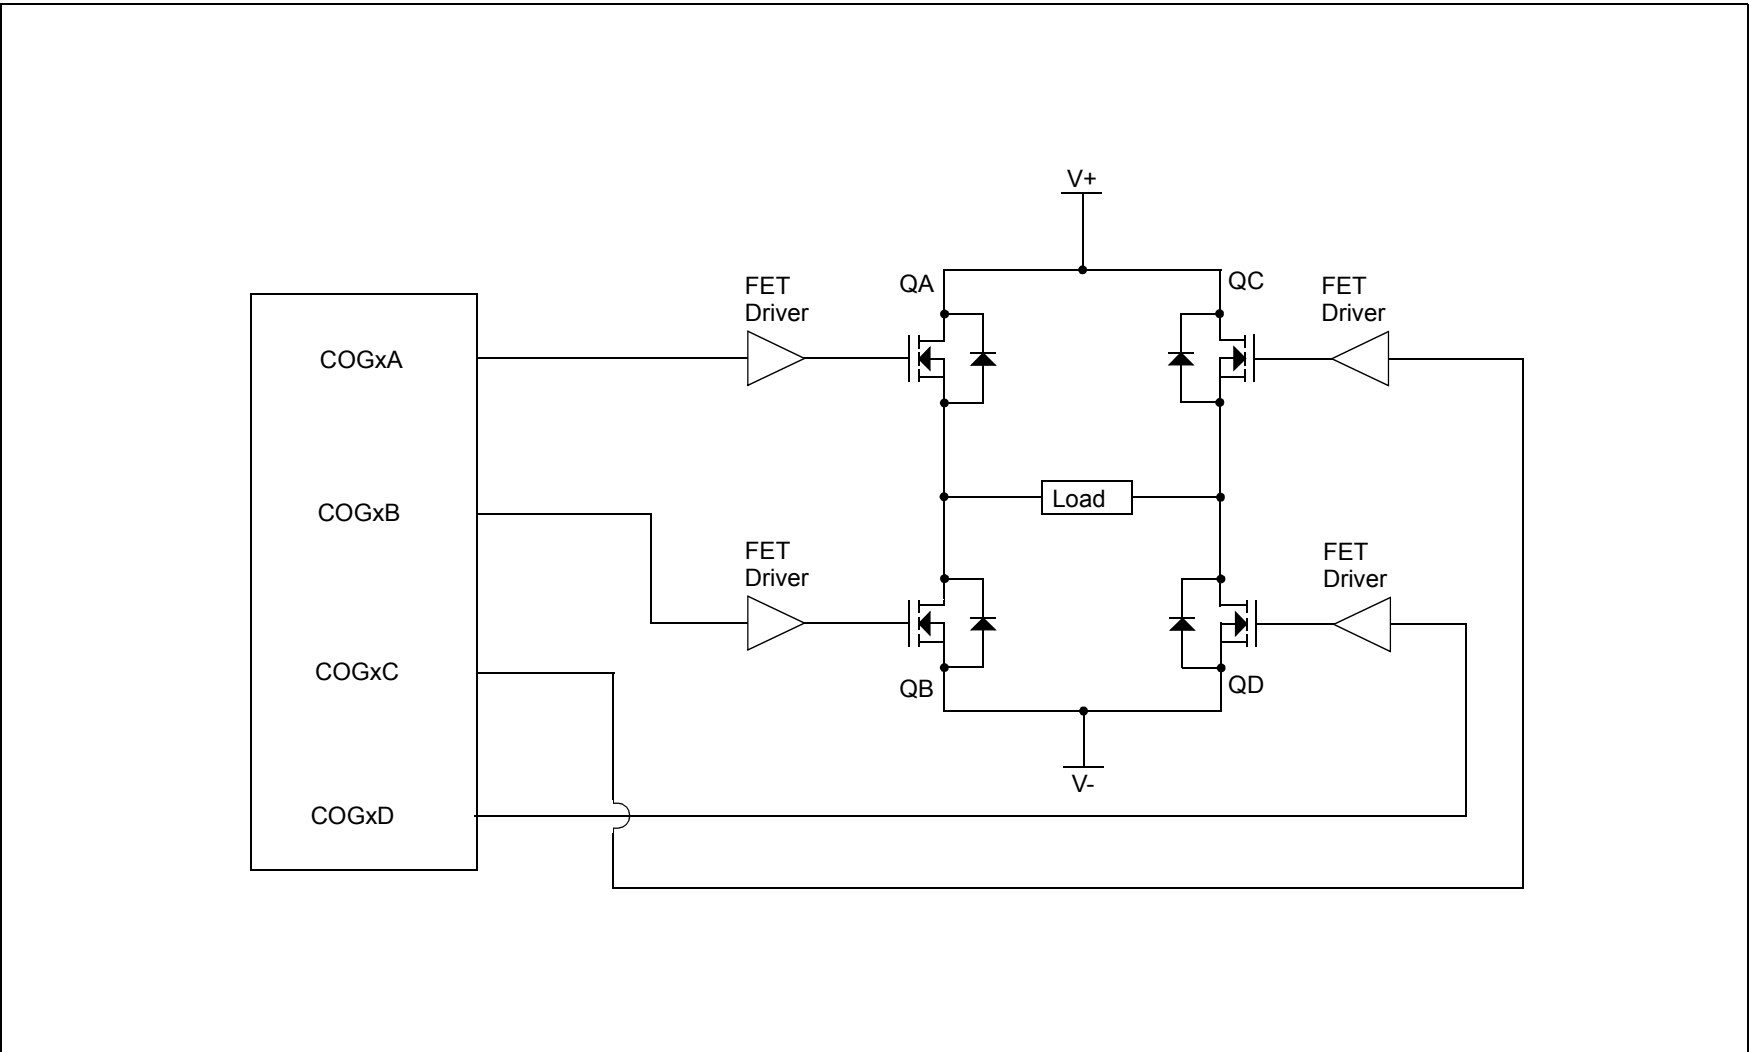 V+
FET
Driver
QA
QC
FET
Driver
COGxA
COGxB
Load
FET
Driver
FET
Driver
COGxC
QB
QD
V-
COGxD